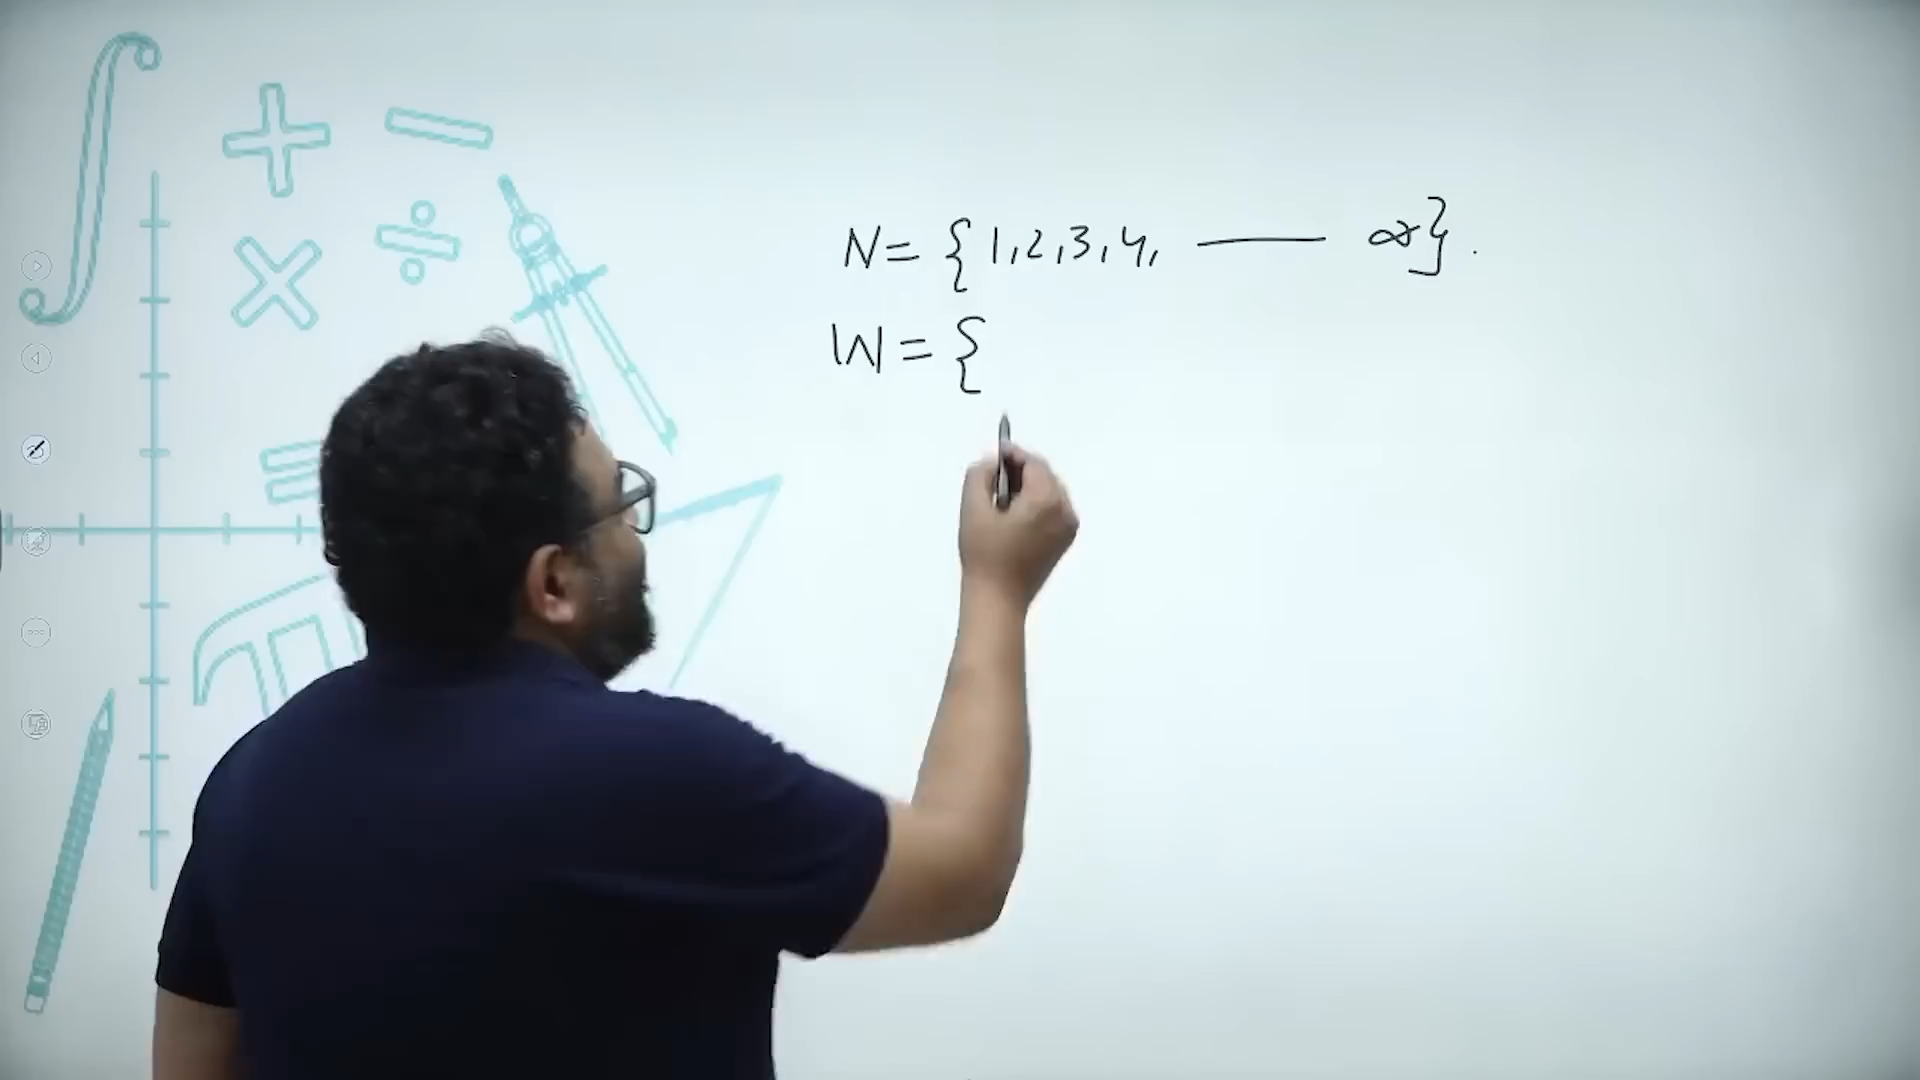 N = {1,2,3,4, —— ∞}.
W = {